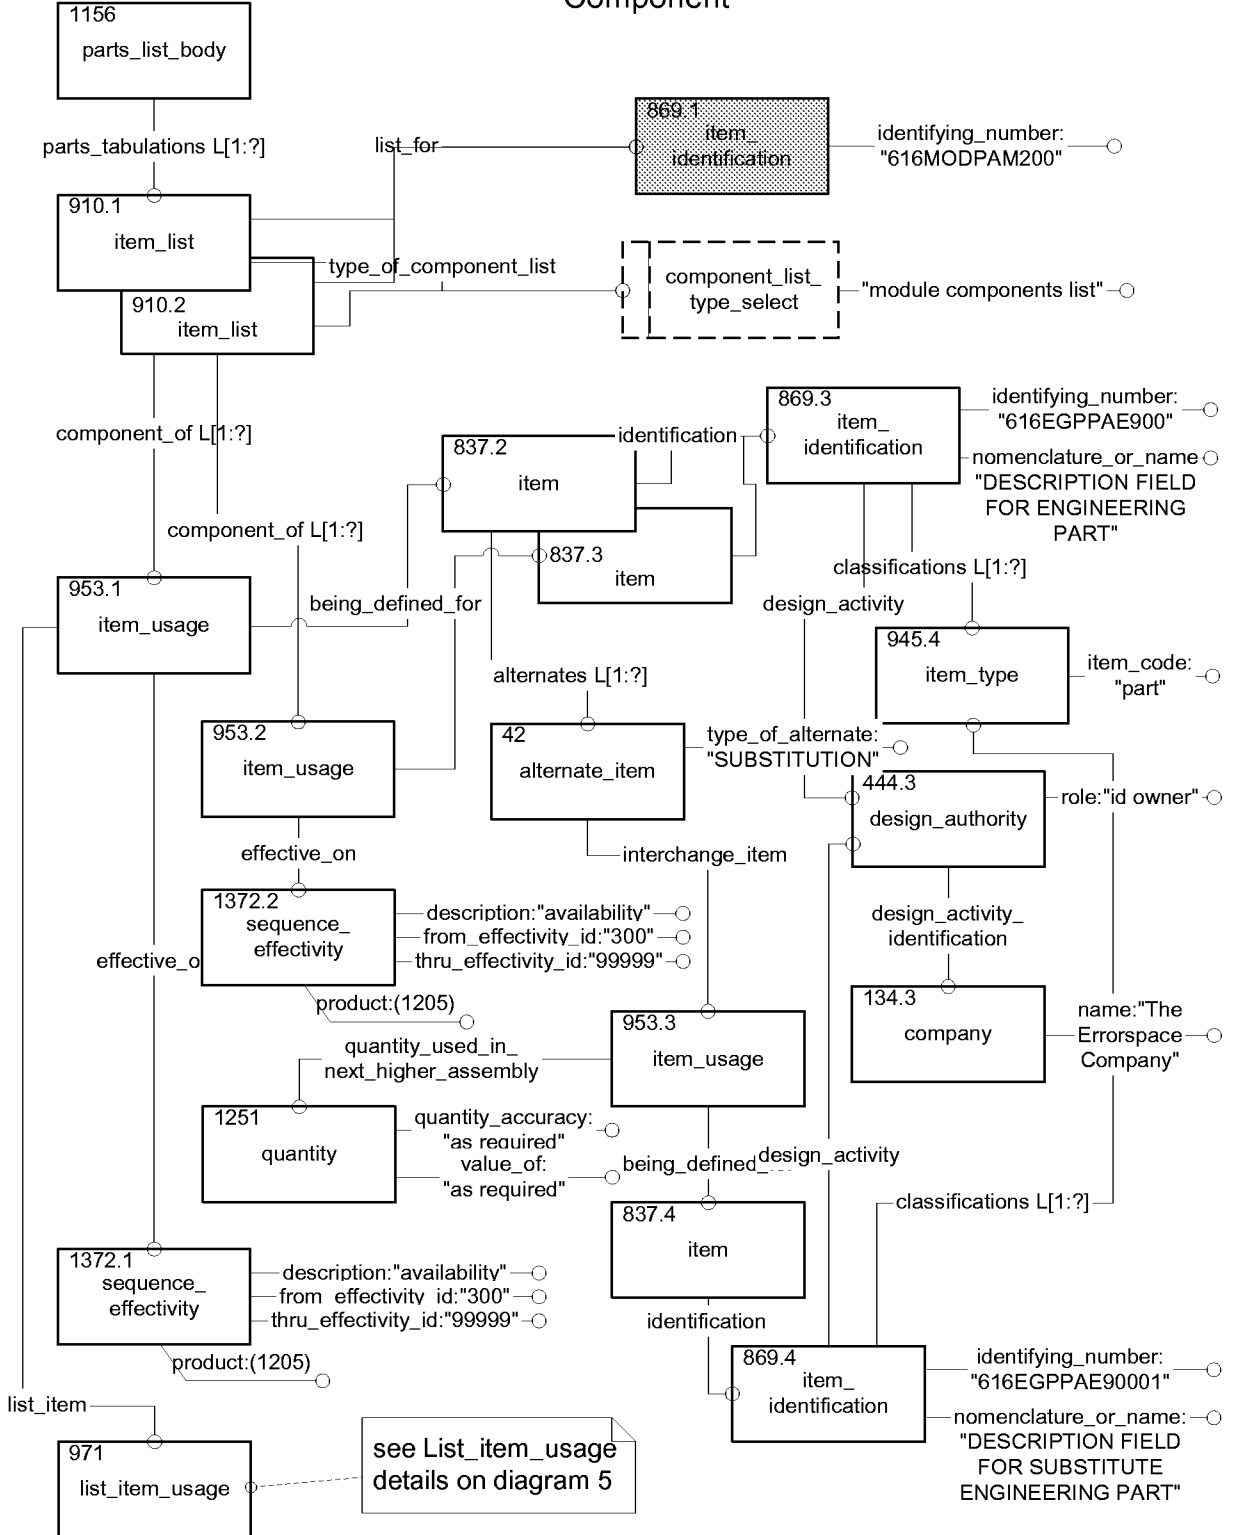 Component
1156
parts_list_body
parts_tabulations L[1:?]
list_for
869.1
item_
identification
identifying_number:
"616MODPAM200"
910.1
item_list
910.2
item_list
type_of_component_list
component_list_
type_select
"module components list"
component_of L[1:?]
component_of L[1:?]
837.2
item
identification
837.3
item
869.3
item_
identification
identifying_number:
"616EGPPAE900"
nomenclature_or_name
"DESCRIPTION FIELD
FOR ENGINEERING
PART"
classifications L[1:?]
design_activity
953.1
item_usage
being_defined_for
945.4
item_type
item_code:
"part"
alternates L[1:?]
953.2
item_usage
42
alternate_item
type_of_alternate:
"SUBSTITUTION"
444.3
design_authority
role:"id owner"
effective_on
interchange_item
1372.2
sequence_
effectivity
description:"availability"
from_effectivity_id:"300"
thru_effectivity_id:"99999"
product:(1205)
effective_o
design_activity_
identification
134.3
company
name:"The
Errorspace
Company"
953.3
item_usage
quantity_used_in_
next_higher_assembly
1251
quantity
quantity_accuracy:
"as required"
value_of:
"as required"
being_defined_
design_activity
classifications L[1:?]
837.4
item
1372.1
sequence_
effectivity
description:"availability"
from_effectivity_id:"300"
thru_effectivity_id:"99999"
product:(1205)
identification
869.4
item_
identification
identifying_number:
"616EGPPAE90001"
nomenclature_or_name:
"DESCRIPTION FIELD
FOR SUBSTITUTE
ENGINEERING PART"
list_item
971
list_item_usage
see List_item_usage
details on diagram 5